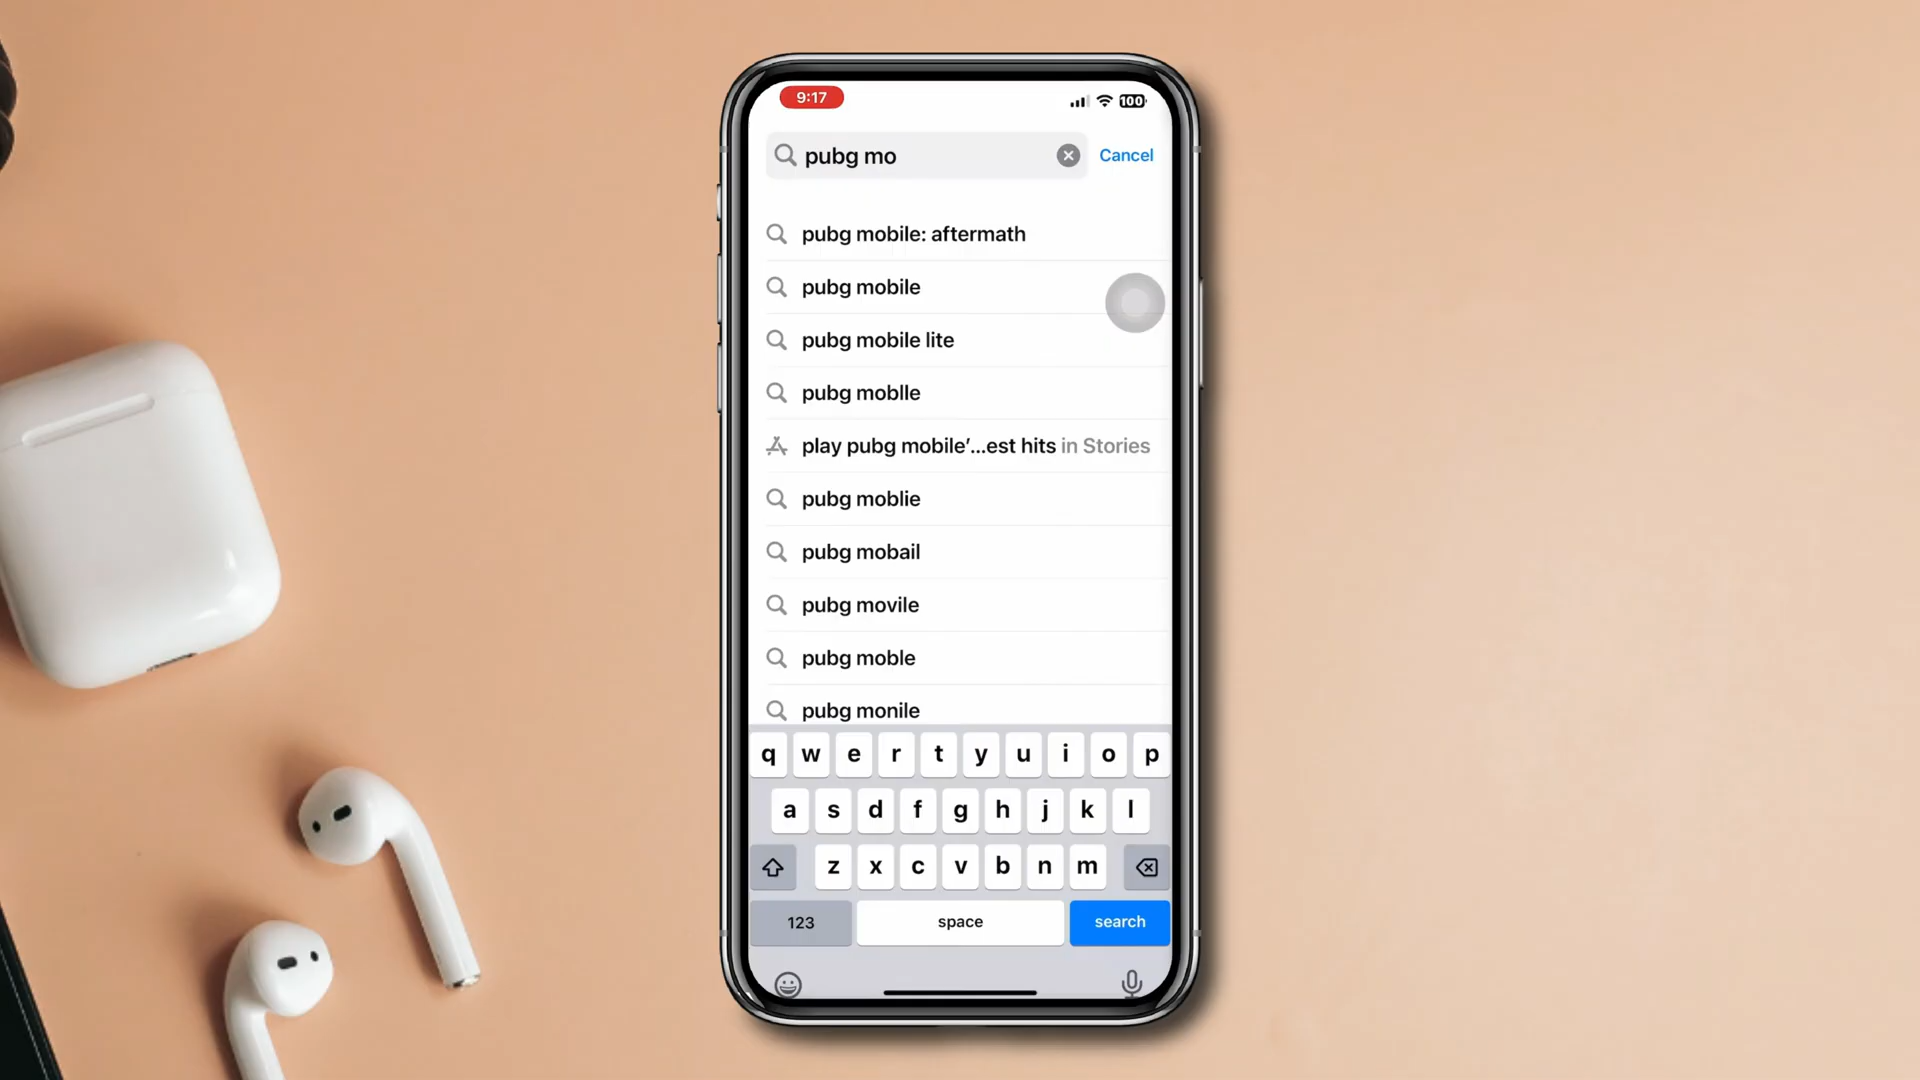 9:17
100
pubg mo
Cancel
pubg mobile: aftermath
pubg mobile
pubg mobile lite
pubg moblle
play pubg mobile'...est hits in Stories
pubg moblie
pubg mobail
pubg movile
pubg moble
pubg monile
q w e r t y u i o p
a s d f g h j k l
z x c v b n m
123 space search